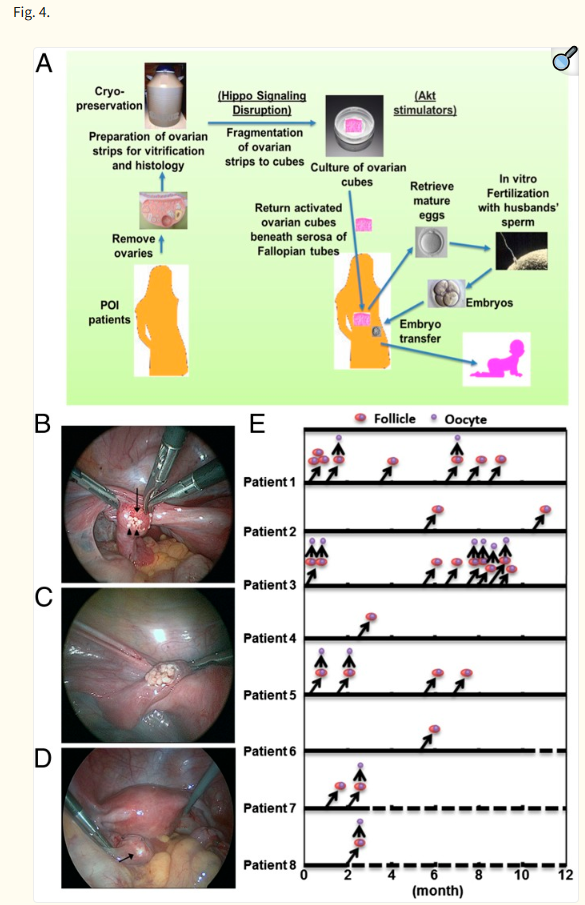 Fig. 4.
A
Cryo-
preservation
Preparation of ovarian
strips for vitrification
and histology
Remove
ovaries
POI
patients
(Hippo Signaling
Disruption)
Fragmentation
of ovarian
strips to cubes
(Akt
stimulators)
Culture of ovarian
cubes
Return activated
ovarian cubes
beneath serosa of
Fallopian tubes
Retrieve
mature
eggs
In vitro
Fertilization
with husbands'
sperm
Embryos
Embryo
transfer
B
C
D
E
Follicle
Oocyte
Patient 1
Patient 2
Patient 3
Patient 4
Patient 5
Patient 6
Patient 7
Patient 8
0 2 4 6 8 10 12
(month)